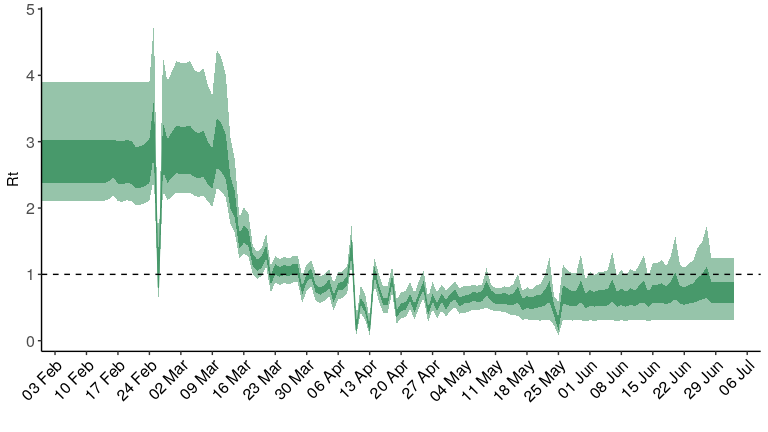 5
4
3
2
1
0
Rt
03 Feb
10 Feb
17 Feb
24 Feb
02 Mar
09 Mar
16 Mar
23 Mar
30 Mar
06 Apr
13 Apr
20 Apr
27 Apr
04 May
11 May
18 May
25 May
01 Jun
08 Jun
15 Jun
22 Jun
29 Jun
06 Jul